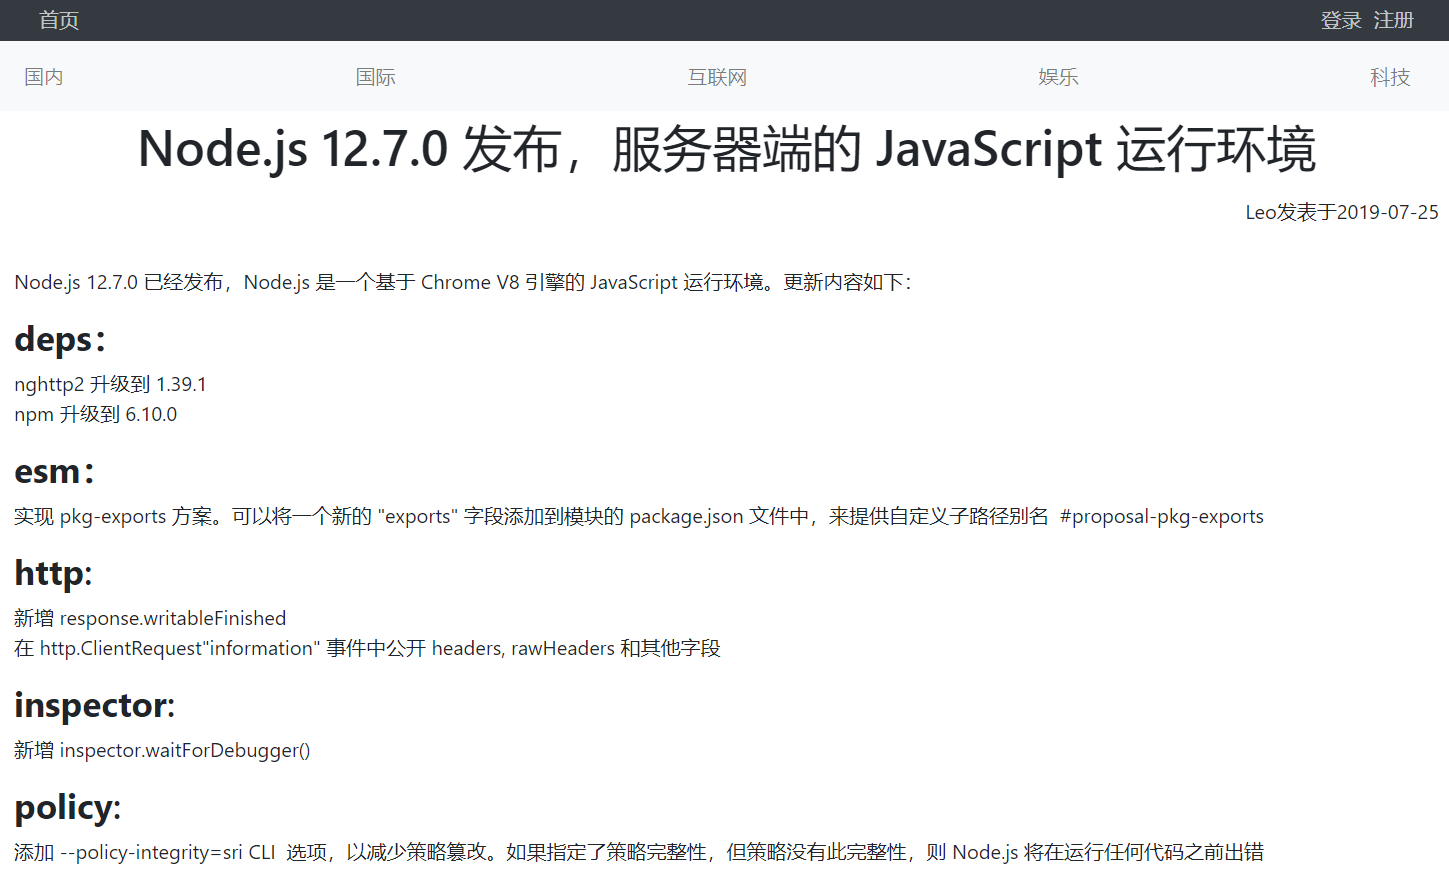 首页 登录 注册
国内 国际 互联网 娱乐 科技
Node.js 12.7.0 发布，服务器端的 JavaScript 运行环境
Leo发表于2019-07-25
Node.js 12.7.0 已经发布，Node.js 是一个基于 Chrome V8 引擎的 JavaScript 运行环境。更新内容如下：
deps：
nghttp2 升级到 1.39.1
npm 升级到 6.10.0
esm：
实现 pkg-exports 方案。可以将一个新的 "exports" 字段添加到模块的 package.json 文件中，来提供自定义子路径别名  #proposal-pkg-exports
http:
新增 response.writableFinished
在 http.ClientRequest"information" 事件中公开 headers, rawHeaders 和其他字段
inspector:
新增 inspector.waitForDebugger()
policy:
添加 --policy-integrity=sri CLI  选项，以减少策略篡改。如果指定了策略完整性，但策略没有此完整性，则 Node.js 将在运行任何代码之前出错